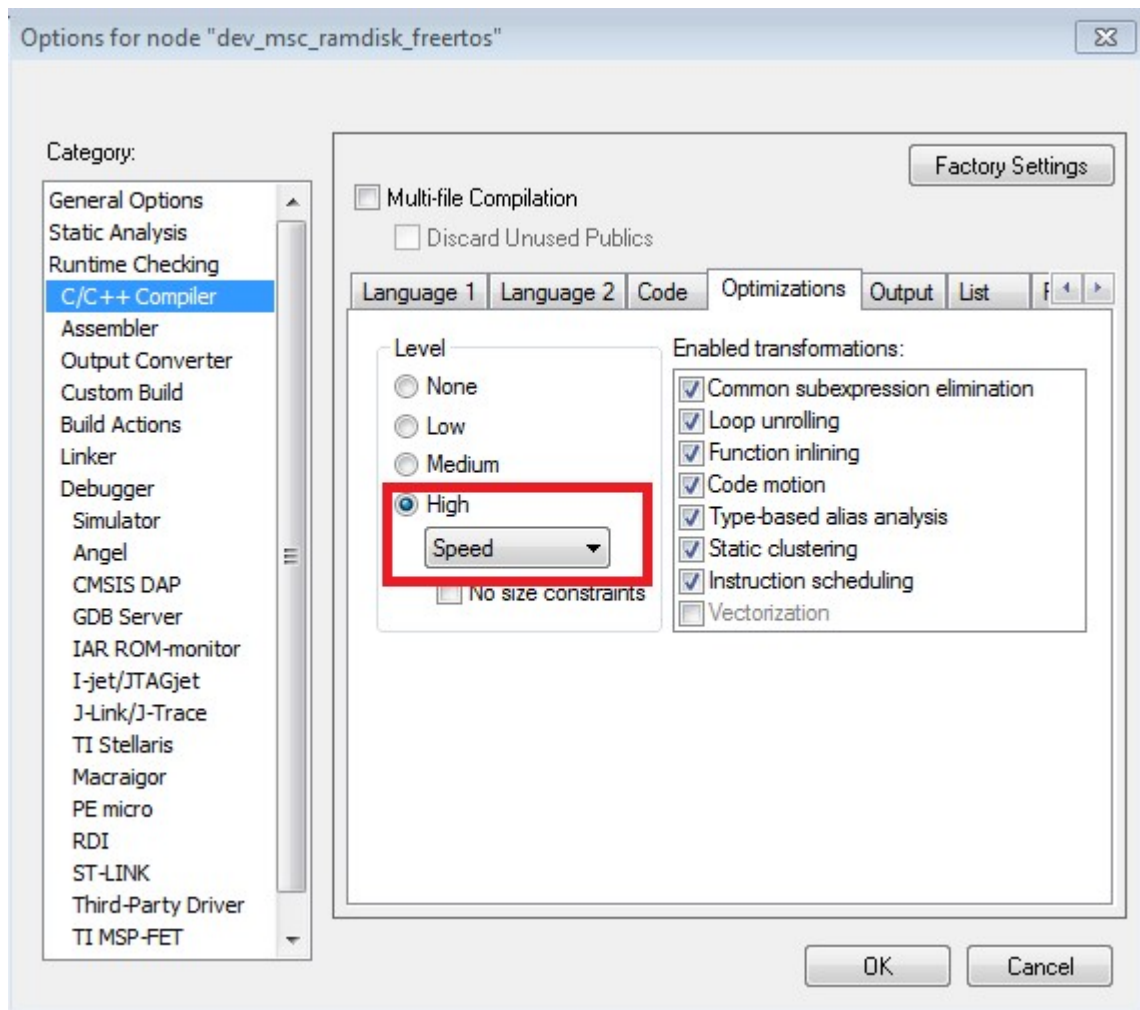 Options for node "dev_msc_ramdisk_freertos"
Category:
General Options
Static Analysis
Runtime Checking
C/C++ Compiler
Assembler
Output Converter
Custom Build
Build Actions
Linker
Debugger
Simulator
Angel
CMSIS DAP
GDB Server
IAR ROM-monitor
I-jet/JTAGjet
J-Link/J-Trace
TI Stellaris
Macraigor
PE micro
RDI
ST-LINK
Third-Party Driver
TI MSP-FET
Factory Settings
Multi-file Compilation
Discard Unused Publics
Language 1 Language 2 Code Optimizations Output List
Level
None
Low
Medium
High
Speed
No size constraints
Enabled transformations:
Common subexpression elimination
Loop unrolling
Function inlining
Code motion
Type-based alias analysis
Static clustering
Instruction scheduling
Vectorization
OK Cancel